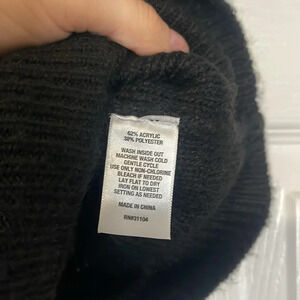 62% ACRYLIC
38% POLYESTER
WASH INSIDE OUT
MACHINE WASH COLD
GENTLE CYCLE
USE ONLY NON-CHLORINE
BLEACH IF NEEDED
LAY FLAT TO DRY
IRON ON LOWEST
SETTING AS NEEDED
MADE IN CHINA
RN#31104